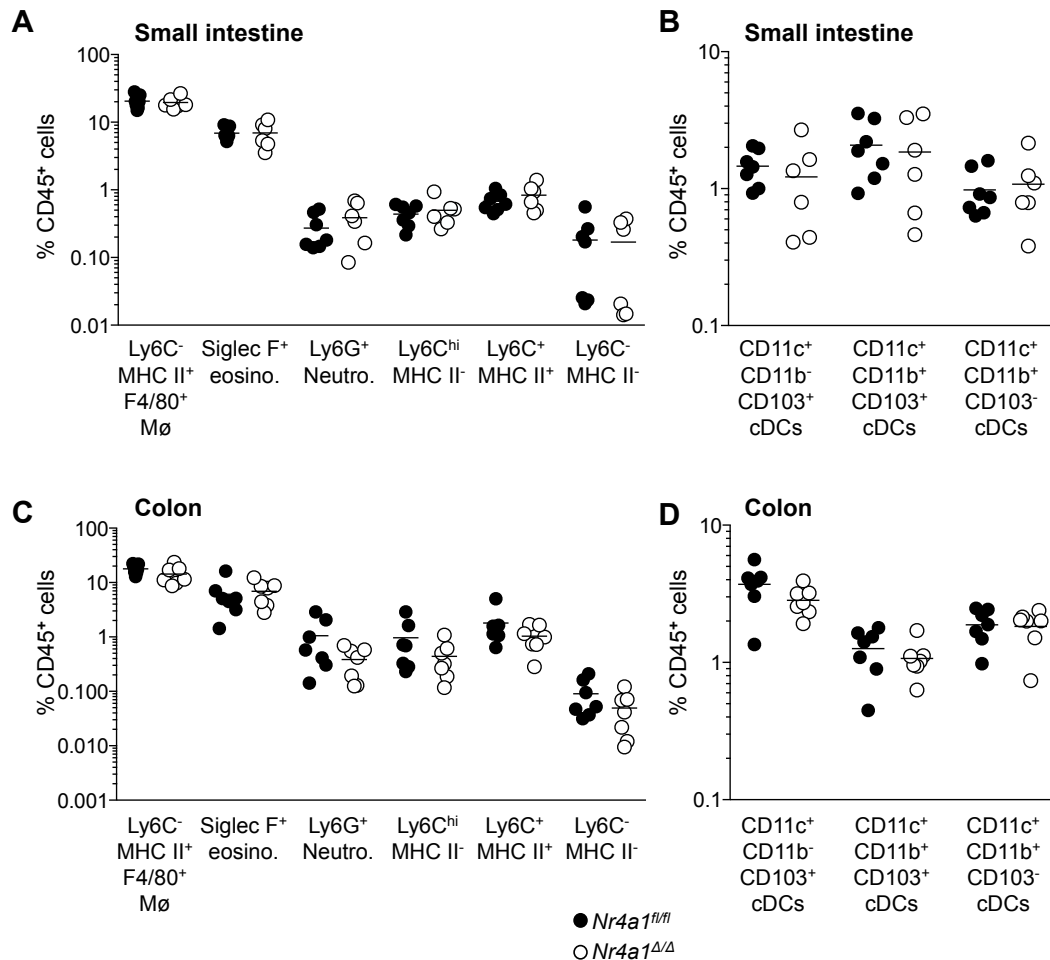 A
Small intestine
% CD45⁺ cells
100
10
1
0.10
0.01
Ly6C⁻ Siglec F⁺ Ly6G⁺ Ly6Cʰⁱ Ly6C⁺ Ly6C⁻
MHC II⁺ eosino. Neutro. MHC II⁻ MHC II⁺ MHC II⁻
F4/80⁺
Mø
B
Small intestine
% CD45⁺ cells
10
1
0.1
CD11c⁺ CD11c⁺ CD11c⁺
CD11b⁻ CD11b⁺ CD11b⁺
CD103⁺ CD103⁺ CD103⁻
cDCs cDCs cDCs
C
Colon
% CD45⁺ cells
100
10
1
0.100
0.010
0.001
Ly6C⁻ Siglec F⁺ Ly6G⁺ Ly6Cʰⁱ Ly6C⁺ Ly6C⁻
MHC II⁺ eosino. Neutro. MHC II⁻ MHC II⁺ MHC II⁻
F4/80⁺
Mø
D
Colon
% CD45⁺ cells
10
1
0.1
CD11c⁺ CD11c⁺ CD11c⁺
CD11b⁻ CD11b⁺ CD11b⁺
CD103⁺ CD103⁺ CD103⁻
cDCs cDCs cDCs
Nr4a1ᶠˡ/ᶠˡ
Nr4a1^Δ/Δ